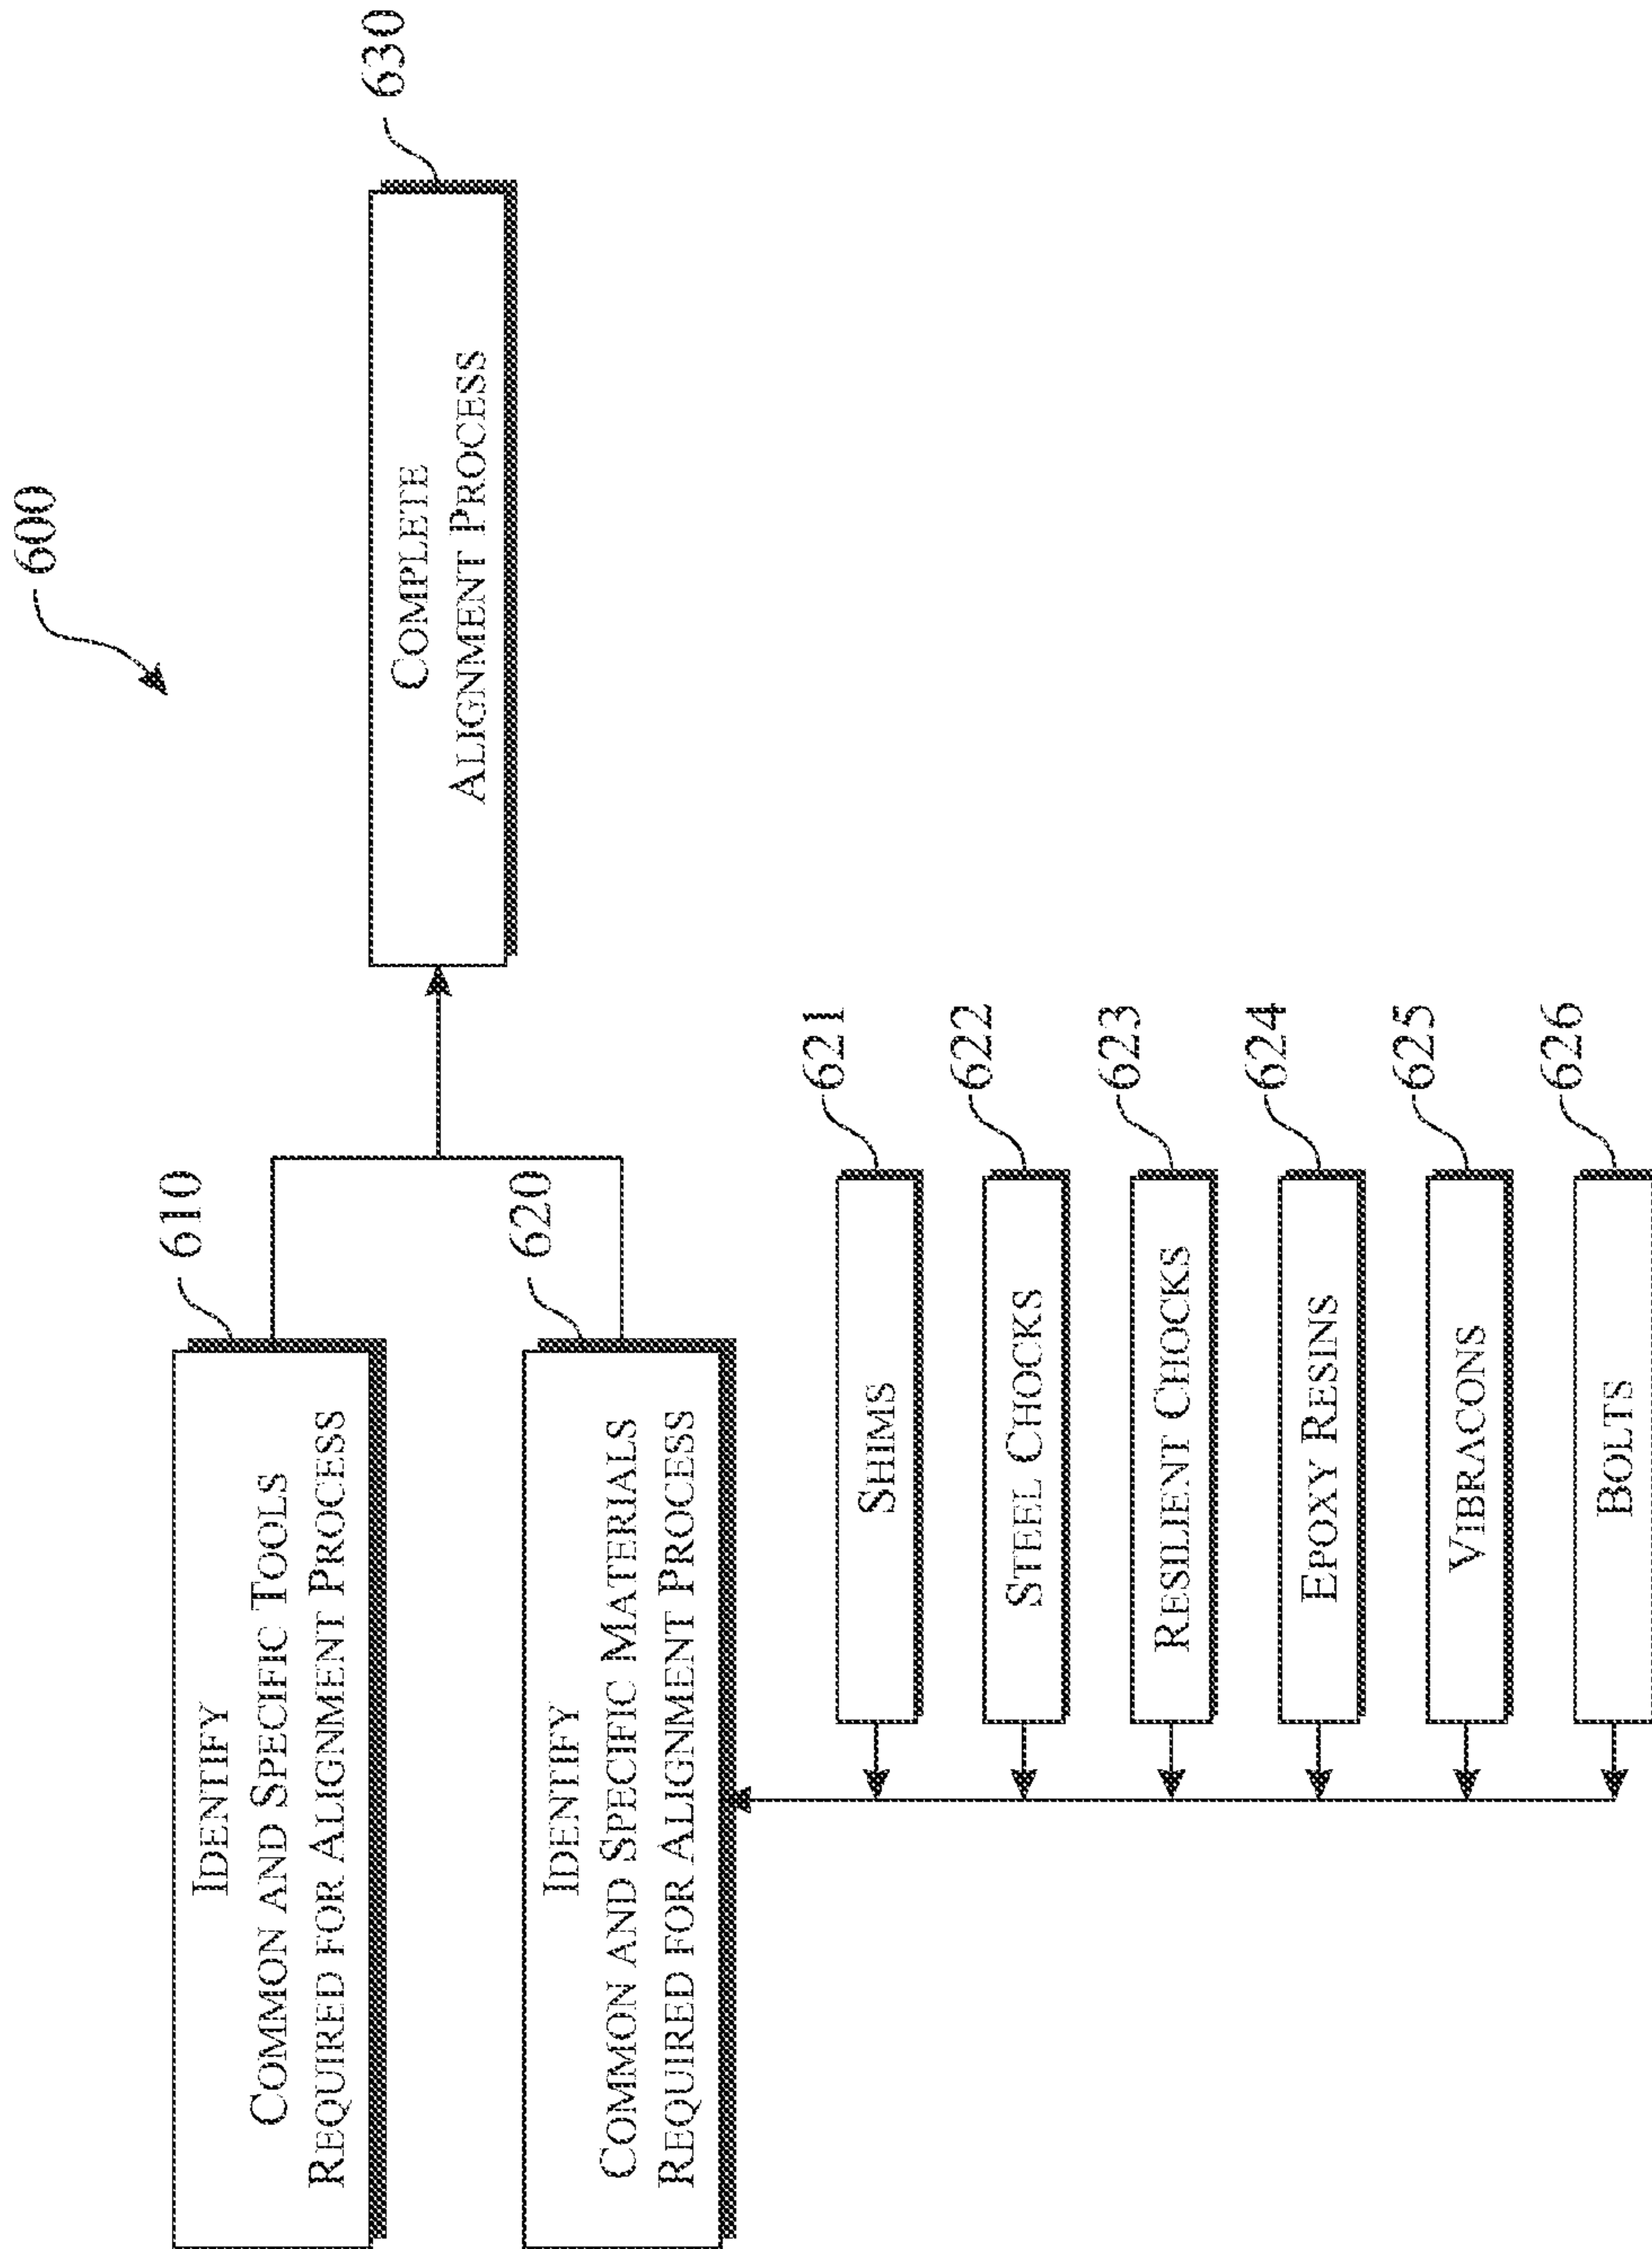 600
610
IDENTIFY
COMMON AND SPECIFIC TOOLS
REQUIRED FOR ALIGNMENT PROCESS
620
IDENTIFY
COMMON AND SPECIFIC MATERIALS
REQUIRED FOR ALIGNMENT PROCESS
630
COMPLETE
ALIGNMENT PROCESS
SHIMS
621
STEEL CHOCKS
622
RESILIENT CHOCKS
623
EPOXY RESINS
624
VIBRACONS
625
BOLTS
626